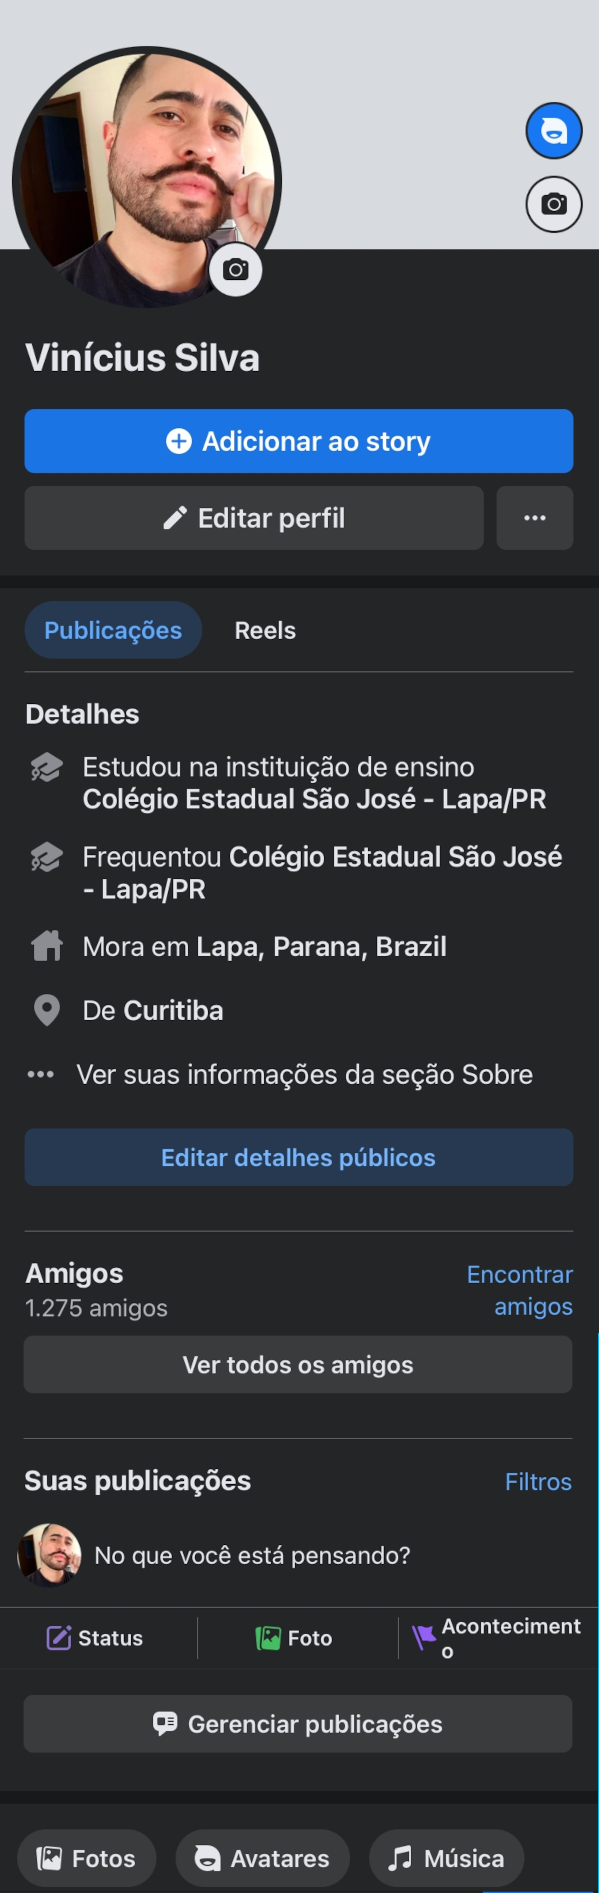 Vinícius Silva
Adicionar ao story
Editar perfil
Publicações
Reels
Detalhes
Estudou na instituição de ensino
Colégio Estadual São José - Lapa/PR
Frequentou Colégio Estadual São José
- Lapa/PR
Mora em Lapa, Parana, Brazil
De Curitiba
Ver suas informações da seção Sobre
Editar detalhes públicos
Amigos
1.275 amigos
Encontrar
amigos
Ver todos os amigos
Suas publicações
Filtros
No que você está pensando?
Status
Foto
Aconteciment
o
Gerenciar publicações
Fotos
Avatares
Música